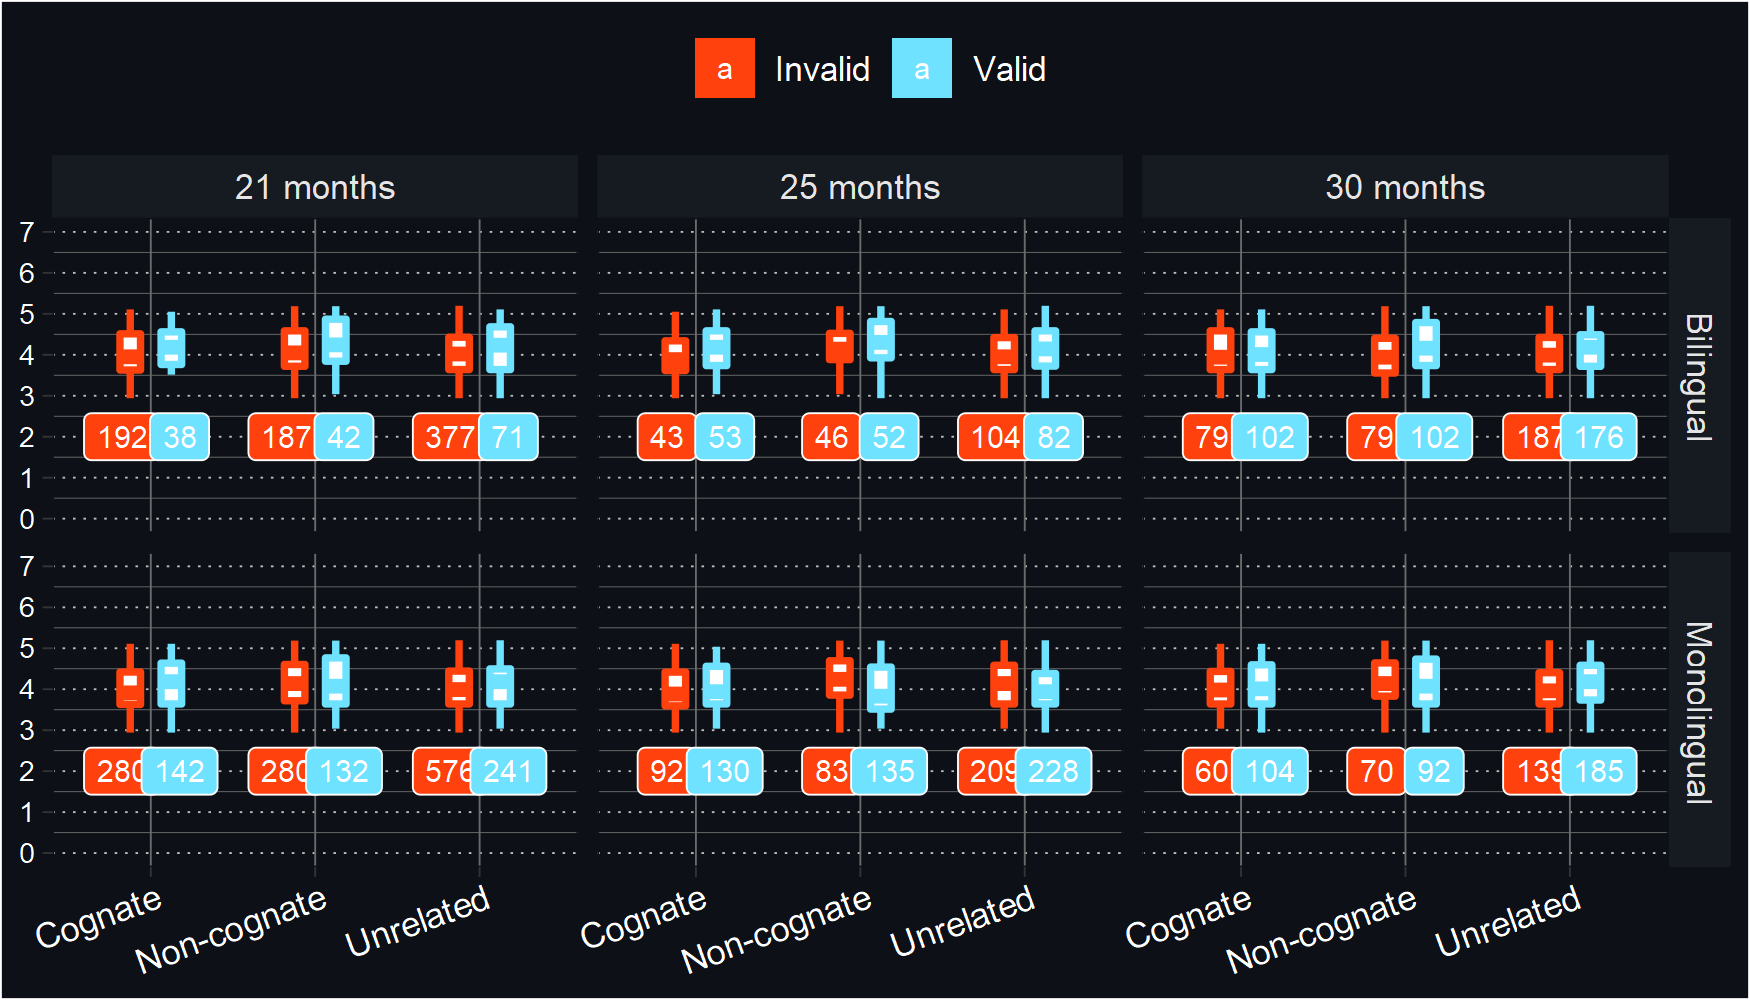 a Invalid a Valid
21 months 25 months 30 months
Bilingual
7
6
5
4
3
2
1
0
192 38 187 42 377 71 43 53 46 52 104 82 79 102 79 102 187 176
Monolingual
7
6
5
4
3
2
1
0
280 142 280 132 576 241 92 130 83 135 209 228 60 104 70 92 139 185
Cognate Non-cognate Unrelated Cognate Non-cognate Unrelated Cognate Non-cognate Unrelated